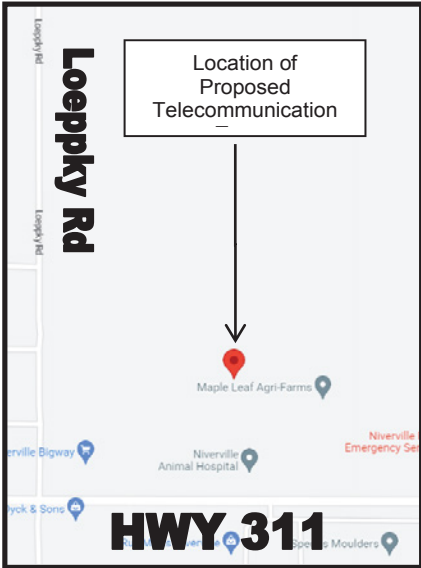 Loeppky Rd
Loeppky Rd
Location of
Proposed
Telecommunication
Loeppky Rd
Maple Leaf Agri-Farms
Niverville
Emergency Ser
erville Bigway
Niverville
Animal Hospital
yck & Sons
HWY 311
Moulders